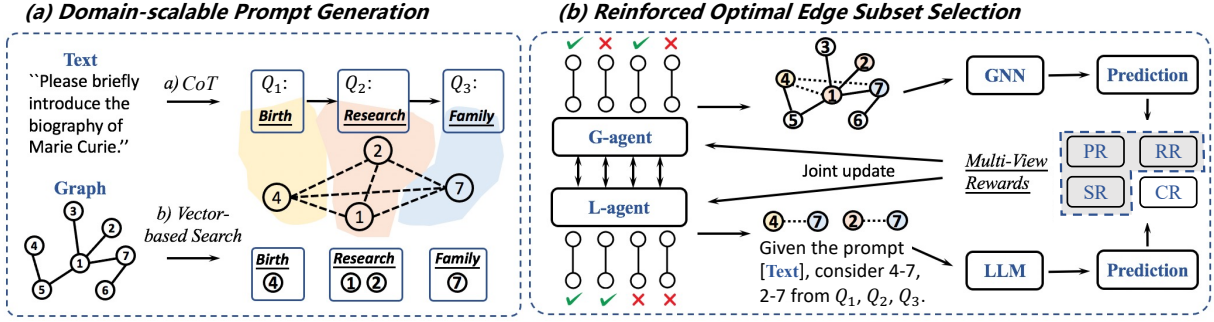 (a) Domain-scalable Prompt Generation
Text
``Please briefly
introduce the
biography of
Marie Curie.''
a) CoT
Q1:
Birth
Q2:
Research
Q3:
Family
2
4
1
7
Graph
3
2
4
1
7
5
6
b) Vector-
based Search
Birth
4
Research
1 2
Family
7
(b) Reinforced Optimal Edge Subset Selection
✓ ✗ ✓ ✗
G-agent
L-agent
✓ ✓ ✗ ✗
3
4
2
1
7
5
6
GNN
Prediction
Joint update
Multi-View
Rewards
PR
RR
SR
CR
4 7 2 7
Given the prompt
[Text], consider 4-7,
2-7 from Q1, Q2, Q3.
LLM
Prediction